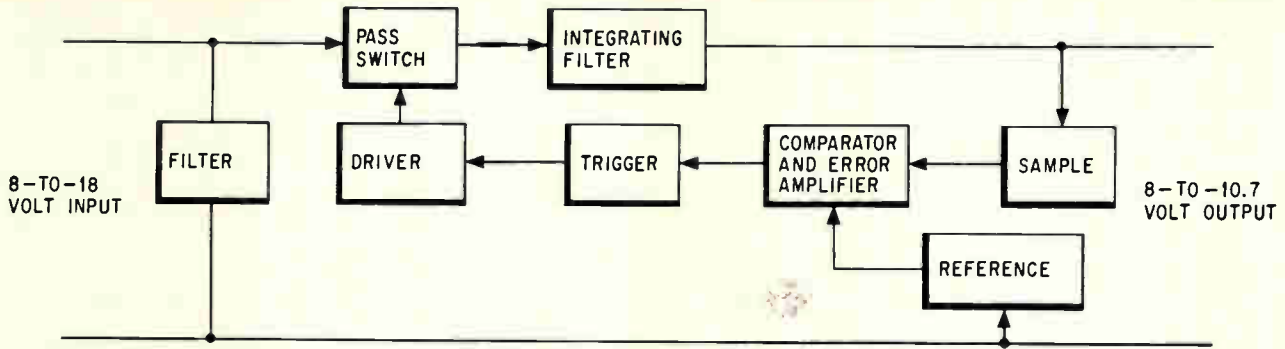 PASS
SWITCH
INTEGRATING
FILTER
FILTER
DRIVER
TRIGGER
COMPARATOR
AND ERROR
AMPLIFIER
SAMPLE
8-TO-18
VOLT INPUT
8-TO-10.7
VOLT OUTPUT
REFERENCE